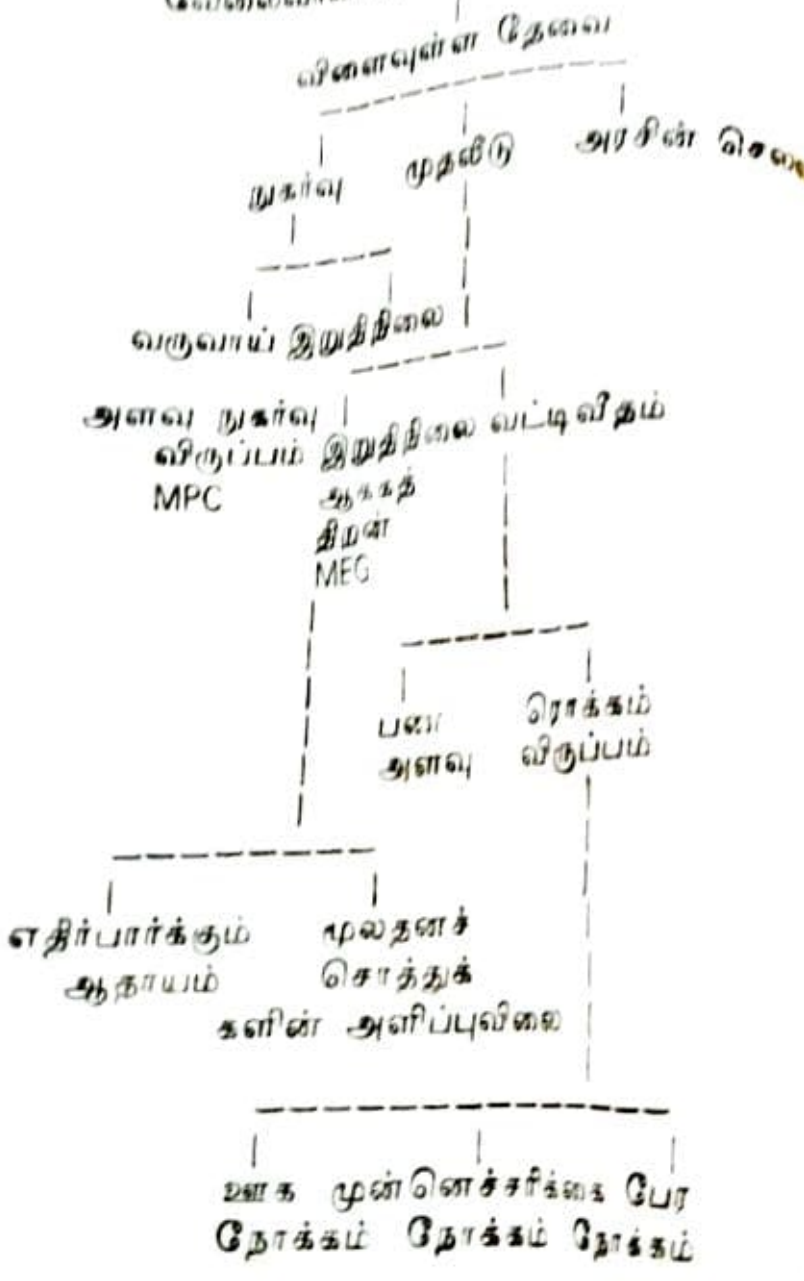 விளைவுள்ள தேவை
நுகர்வு முதலீடு அரசின்
வருவாய் இறுதிநிலை
அளவு நுகர்வு
விருப்பம் இறுதிநிலை வட்டிவீதம்
MPC ஆக்கத்
திறன்
MEC
பண ரொக்க
அளவு விருப்பம்
எதிர்பார்க்கும் மூலதனச்
ஆதாயம் சொத்துக்
களின் அளிப்புவிலை
ஊக முன்னெச்சரிக்கை பேர
நோக்கம் நோக்கம் நோக்கம்